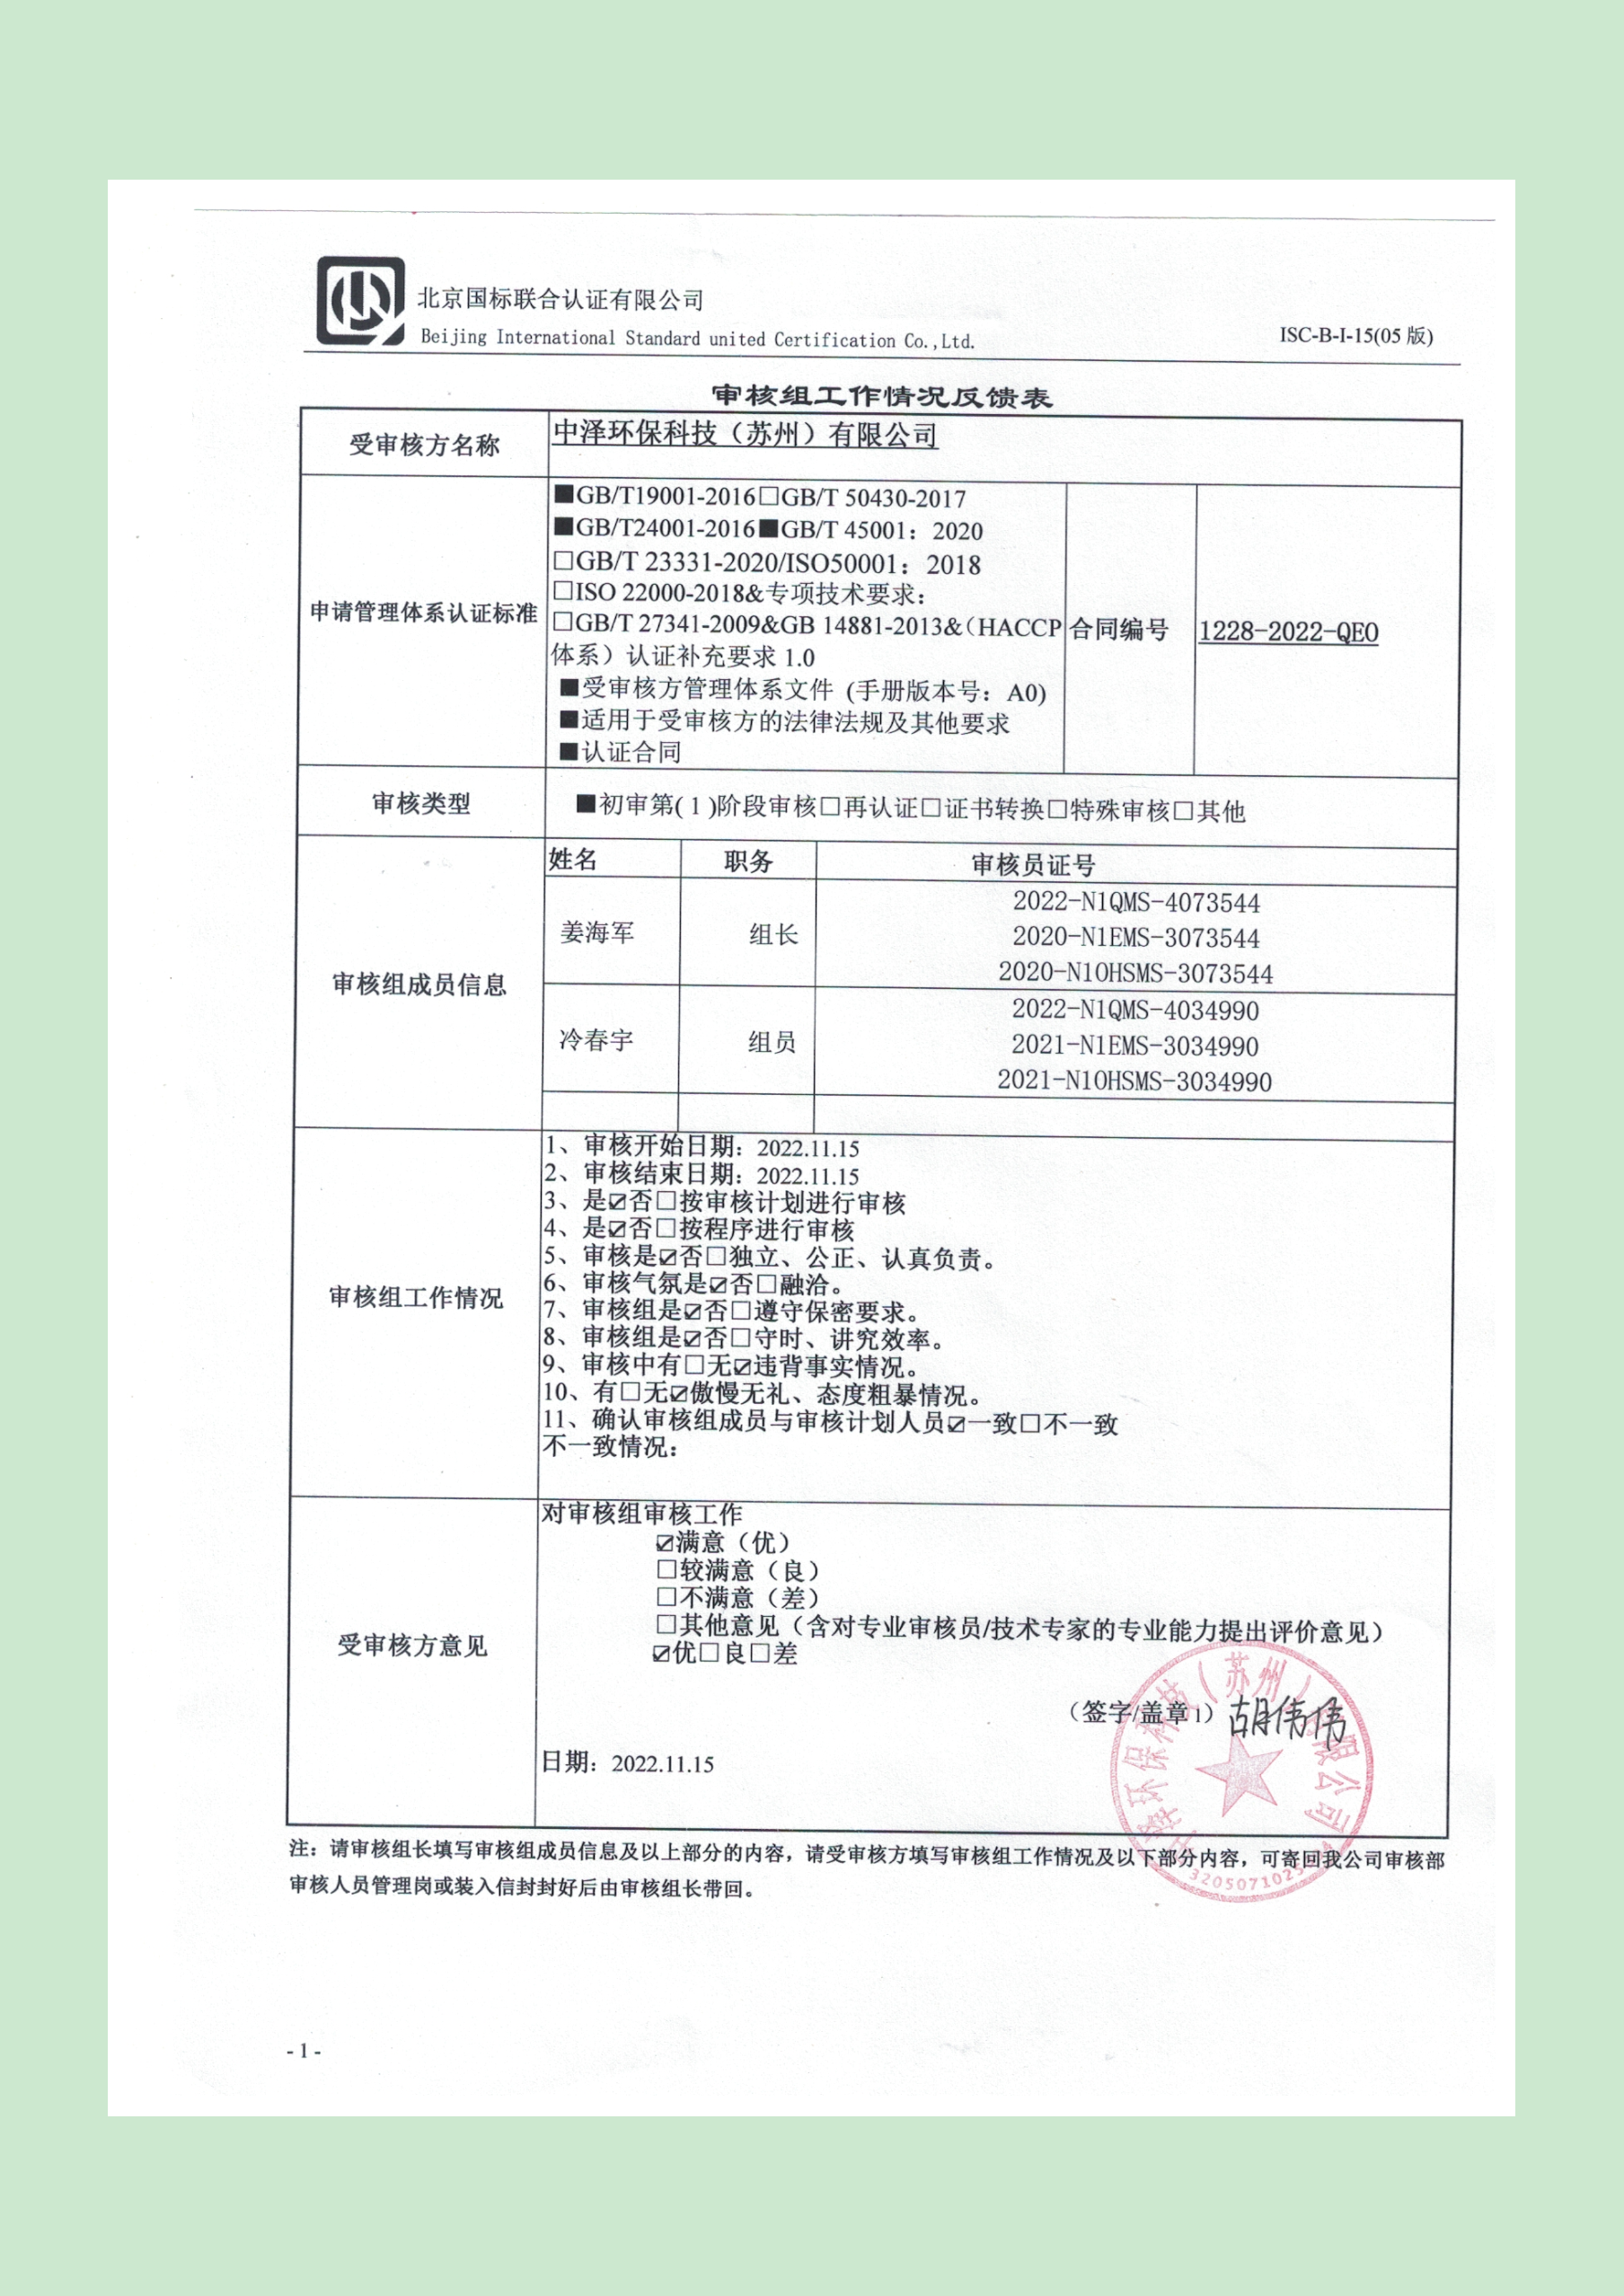 北京国标联合认证有限公司
Beijing International Standard united Certification Co.,Ltd.
ISC-B-I-15(05 版)
审核组工作情况反馈表
受审核方名称
中泽环保科技（苏州）有限公司
申请管理体系认证标准
■GB/T19001-2016□GB/T 50430-2017
■GB/T24001-2016■GB/T 45001：2020
□GB/T 23331-2020/ISO50001：2018
□ISO 22000-2018&专项技术要求：
□GB/T 27341-2009&GB 14881-2013&（HACCP
体系）认证补充要求 1.0
■受审核方管理体系文件 (手册版本号：A0)
■适用于受审核方的法律法规及其他要求
■认证合同
合同编号
1228-2022-QEO
审核类型
■初审第( 1 )阶段审核□再认证□证书转换□特殊审核□其他
审核组成员信息
姓名 职务 审核员证号
姜海军 组长
2022-N1QMS-4073544
2020-N1EMS-3073544
2020-N1OHSMS-3073544
冷春宇 组员
2022-N1QMS-4034990
2021-N1EMS-3034990
2021-N1OHSMS-3034990
审核组工作情况
1、审核开始日期：2022.11.15
2、审核结束日期：2022.11.15
3、是☑否□按审核计划进行审核
4、是☑否□按程序进行审核
5、审核是☑否□独立、公正、认真负责。
6、审核气氛是☑否□融洽。
7、审核组是☑否□遵守保密要求。
8、审核组是☑否□守时、讲究效率。
9、审核中有□无☑违背事实情况。
10、有□无☑傲慢无礼、态度粗暴情况。
11、确认审核组成员与审核计划人员☑一致□不一致
不一致情况：
受审核方意见
对审核组审核工作
☑满意（优）
□较满意（良）
□不满意（差）
□其他意见（含对专业审核员/技术专家的专业能力提出评价意见）
☑优□良□差
（签字/盖章 1）
日期：2022.11.15
注：请审核组长填写审核组成员信息及以上部分的内容，请受审核方填写审核组工作情况及以下部分内容，可寄回我公司审核部
审核人员管理岗或装入信封封好后由审核组长带回。
- 1 -